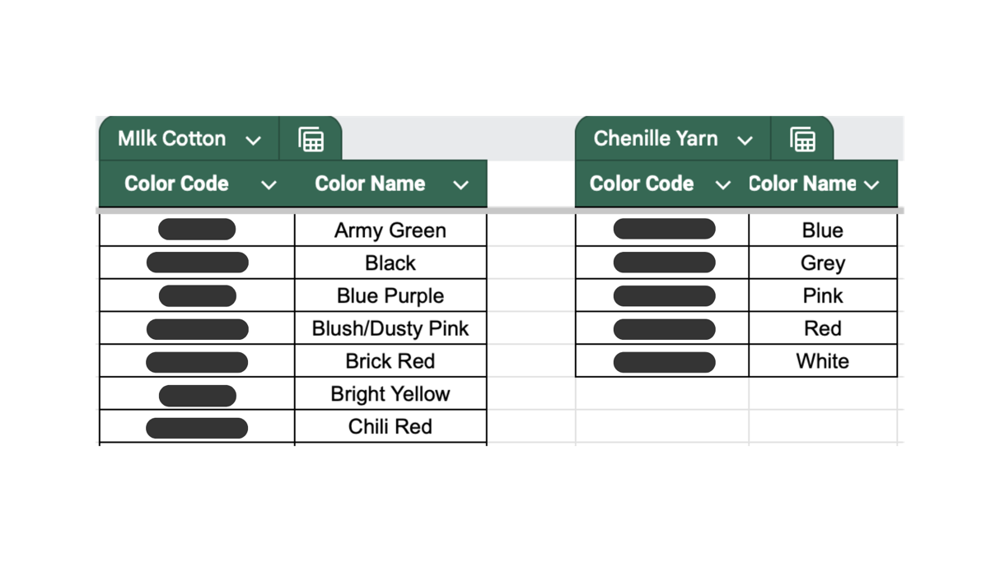 MIlk Cotton
Color Code Color Name
Army Green
Black
Blue Purple
Blush/Dusty Pink
Brick Red
Bright Yellow
Chili Red
Chenille Yarn
Color Code Color Name
Blue
Grey
Pink
Red
White